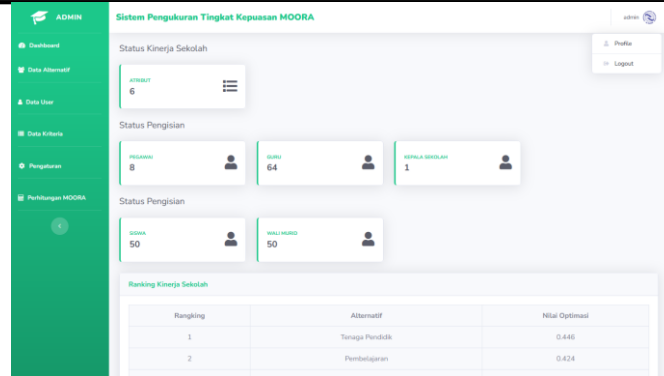 ADMIN
Sistem Pengukuran Tingkat Kepuasan MOORA
admin
Profile
Logout
Dashboard
Data Alternatif
Data User
Data Kriteria
Pengaturan
Perhitungan MOORA
Status Kinerja Sekolah
ATRIBUT
6
Status Pengisian
PEGAWAI
8
GURU
64
KEPALA SEKOLAH
1
Status Pengisian
SISWA
50
WALI MURID
50
Ranking Kinerja Sekolah
Rangking Alternatif Nilai Optimasi
1 Tenaga Pendidik 0.446
2 Pembelajaran 0.424